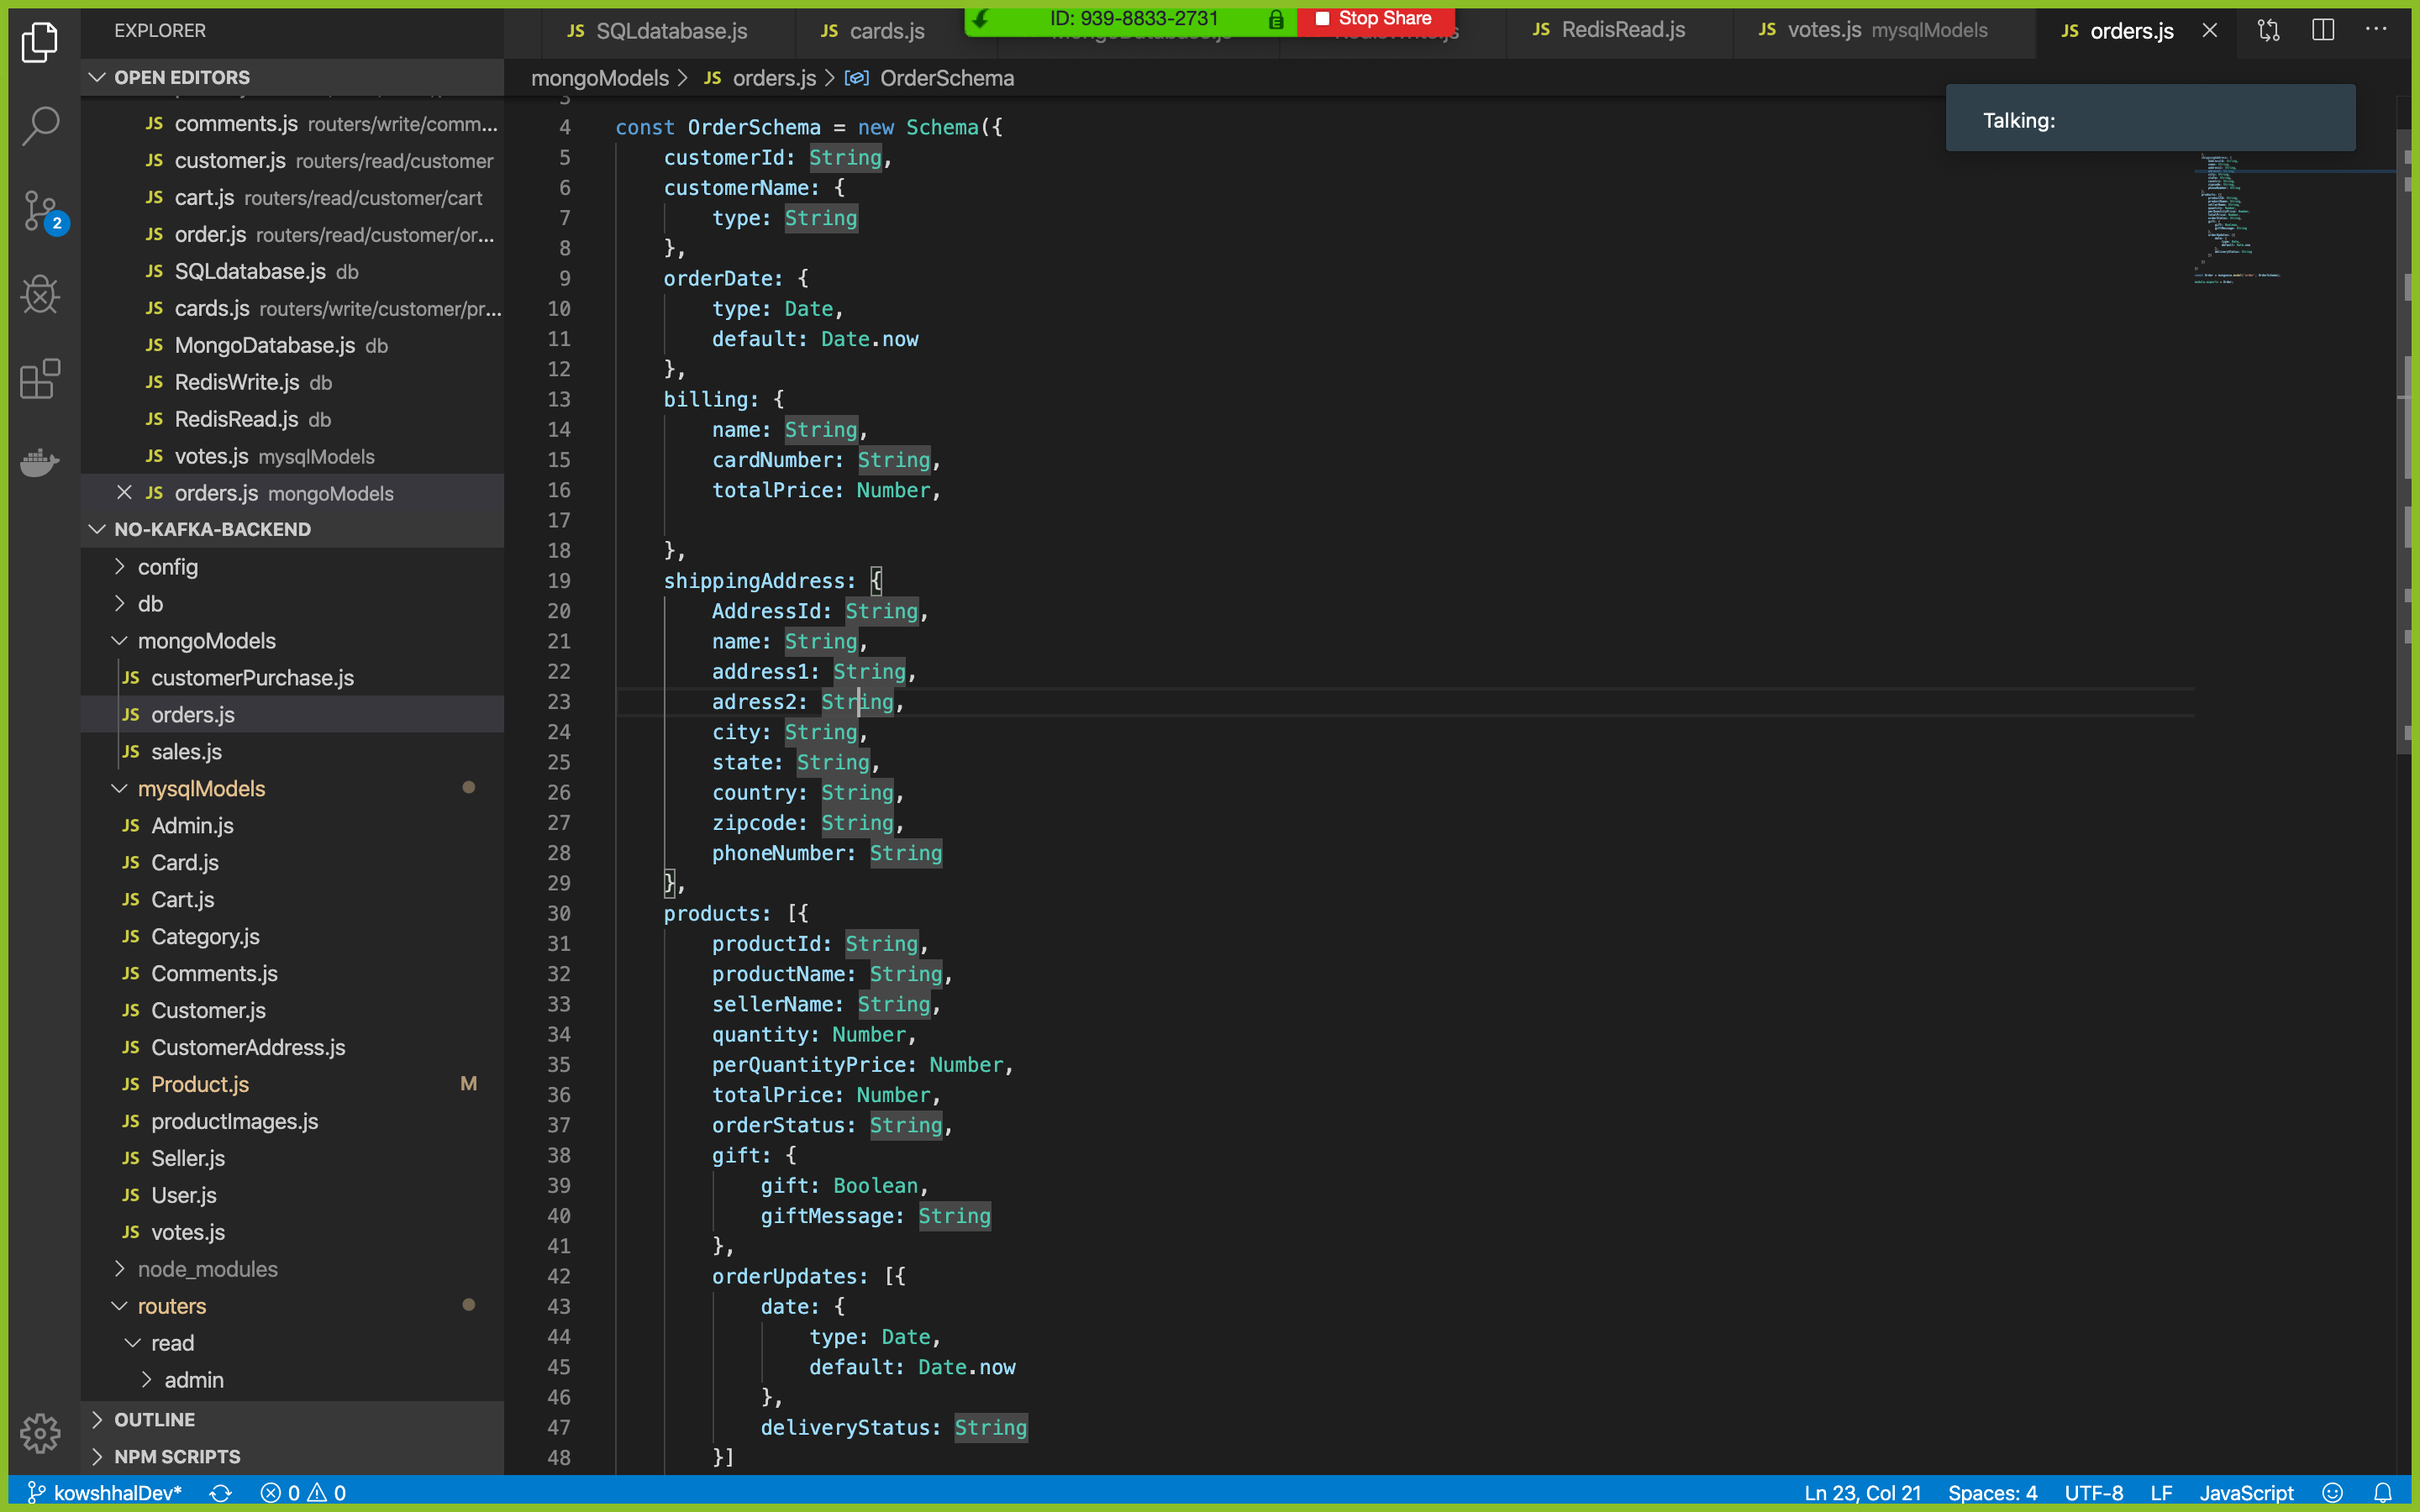 EXPLORER
JS SQLdatabase.js
JS cards.js
ID: 939-8833-2731
Stop Share
JS RedisRead.js
JS votes.js mysqlModels
JS orders.js
OPEN EDITORS
mongoModels > JS orders.js > OrderSchema
Talking:
JS comments.js routers/write/comm...
JS customer.js routers/read/customer
JS cart.js routers/read/customer/cart
2
JS order.js routers/read/customer/or...
JS SQLdatabase.js db
JS cards.js routers/write/customer/pr...
JS MongoDatabase.js db
JS RedisWrite.js db
JS RedisRead.js db
JS votes.js mysqlModels
JS orders.js mongoModels
NO-KAFKA-BACKEND
config
db
mongoModels
JS customerPurchase.js
JS orders.js
JS sales.js
mysqlModels
JS Admin.js
JS Card.js
JS Cart.js
JS Category.js
JS Comments.js
JS Customer.js
JS CustomerAddress.js
JS Product.js M
JS productImages.js
JS Seller.js
JS User.js
JS votes.js
node_modules
routers
read
admin
OUTLINE
NPM SCRIPTS
3
4 const OrderSchema = new Schema({
5 customerId: String,
6 customerName: {
7 type: String
8 },
9 orderDate: {
10 type: Date,
11 default: Date.now
12 },
13 billing: {
14 name: String,
15 cardNumber: String,
16 totalPrice: Number,
17
18 },
19 shippingAddress: {
20 AddressId: String,
21 name: String,
22 address1: String,
23 adress2: String,
24 city: String,
25 state: String,
26 country: String,
27 zipcode: String,
28 phoneNumber: String
29 },
30 products: [{
31 productId: String,
32 productName: String,
33 sellerName: String,
34 quantity: Number,
35 perQuantityPrice: Number,
36 totalPrice: Number,
37 orderStatus: String,
38 gift: {
39 gift: Boolean,
40 giftMessage: String
41 },
42 orderUpdates: [{
43 date: {
44 type: Date,
45 default: Date.now
46 },
47 deliveryStatus: String
48 }]
kowshhalDev* 0 0
Ln 23, Col 21 Spaces: 4 UTF-8 LF JavaScript